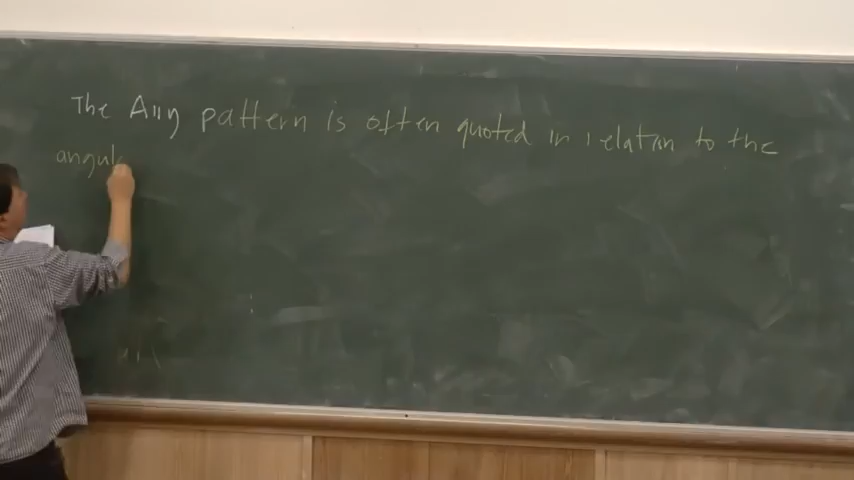 The Airy pattern is often quoted in relation to the
angul